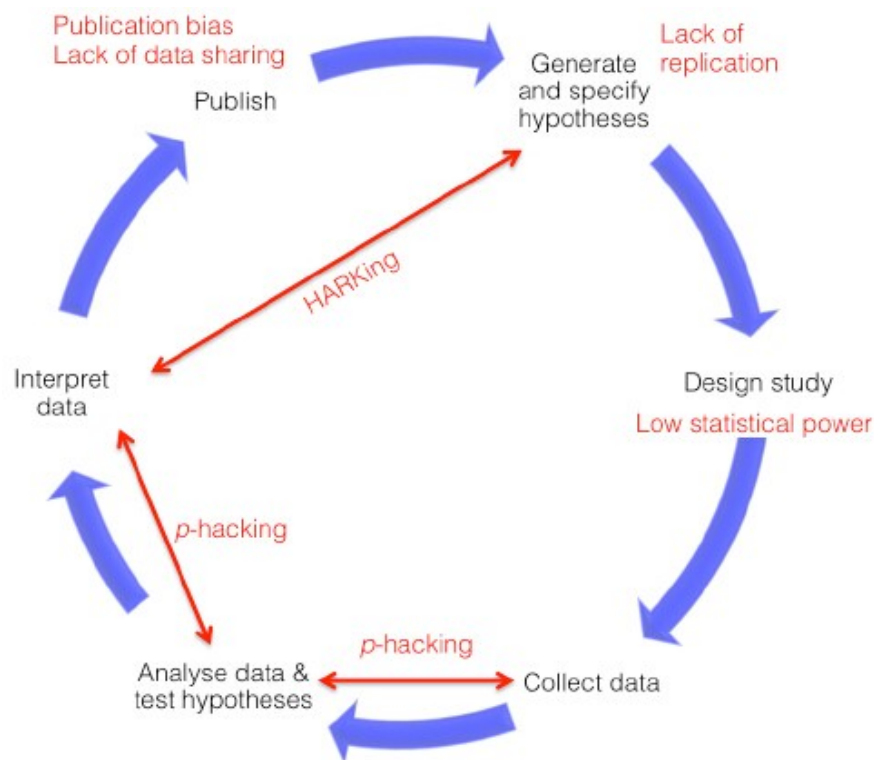 Publication bias
Lack of data sharing
Publish
Generate
and specify
hypotheses
Lack of
replication
HARKing
Interpret
data
Design study
Low statistical power
p-hacking
p-hacking
Analyse data &
test hypotheses
Collect data